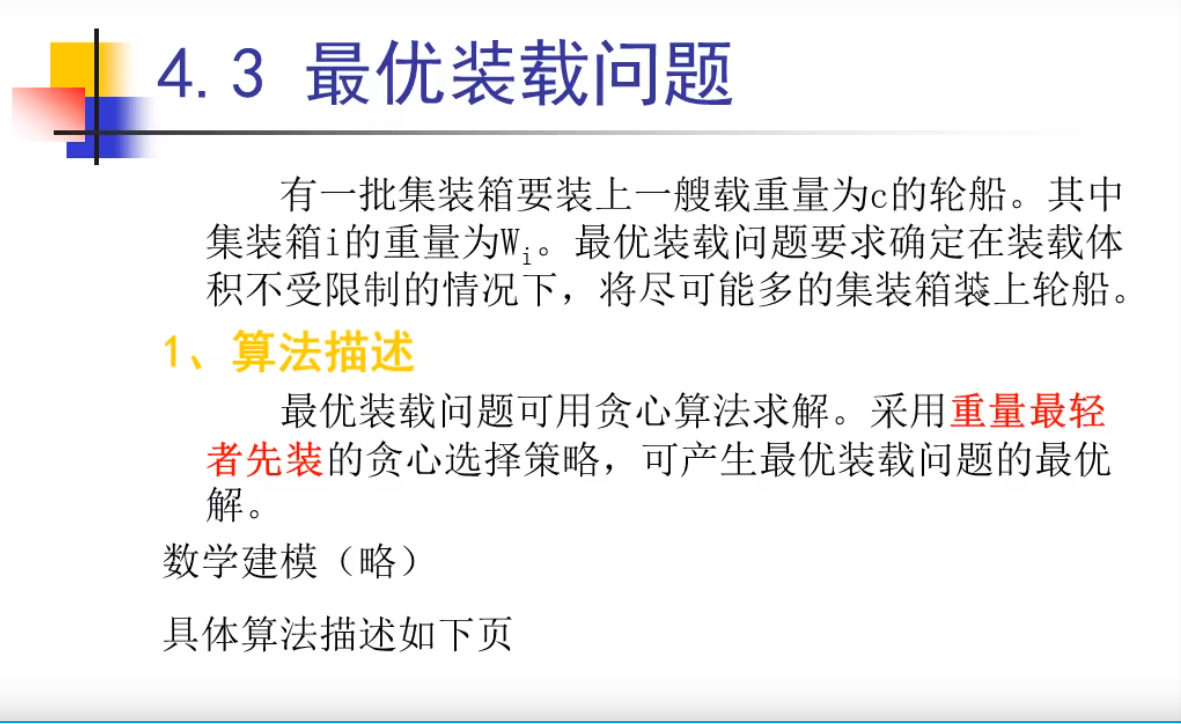 4.3 最优装载问题
有一批集装箱要装上一艘载重量为c的轮船。其中
集装箱i的重量为Wi。最优装载问题要求确定在装载体
积不受限制的情况下，将尽可能多的集装箱装上轮船。
1、算法描述
最优装载问题可用贪心算法求解。采用重量最轻
者先装的贪心选择策略，可产生最优装载问题的最优
解。
数学建模（略）
具体算法描述如下页